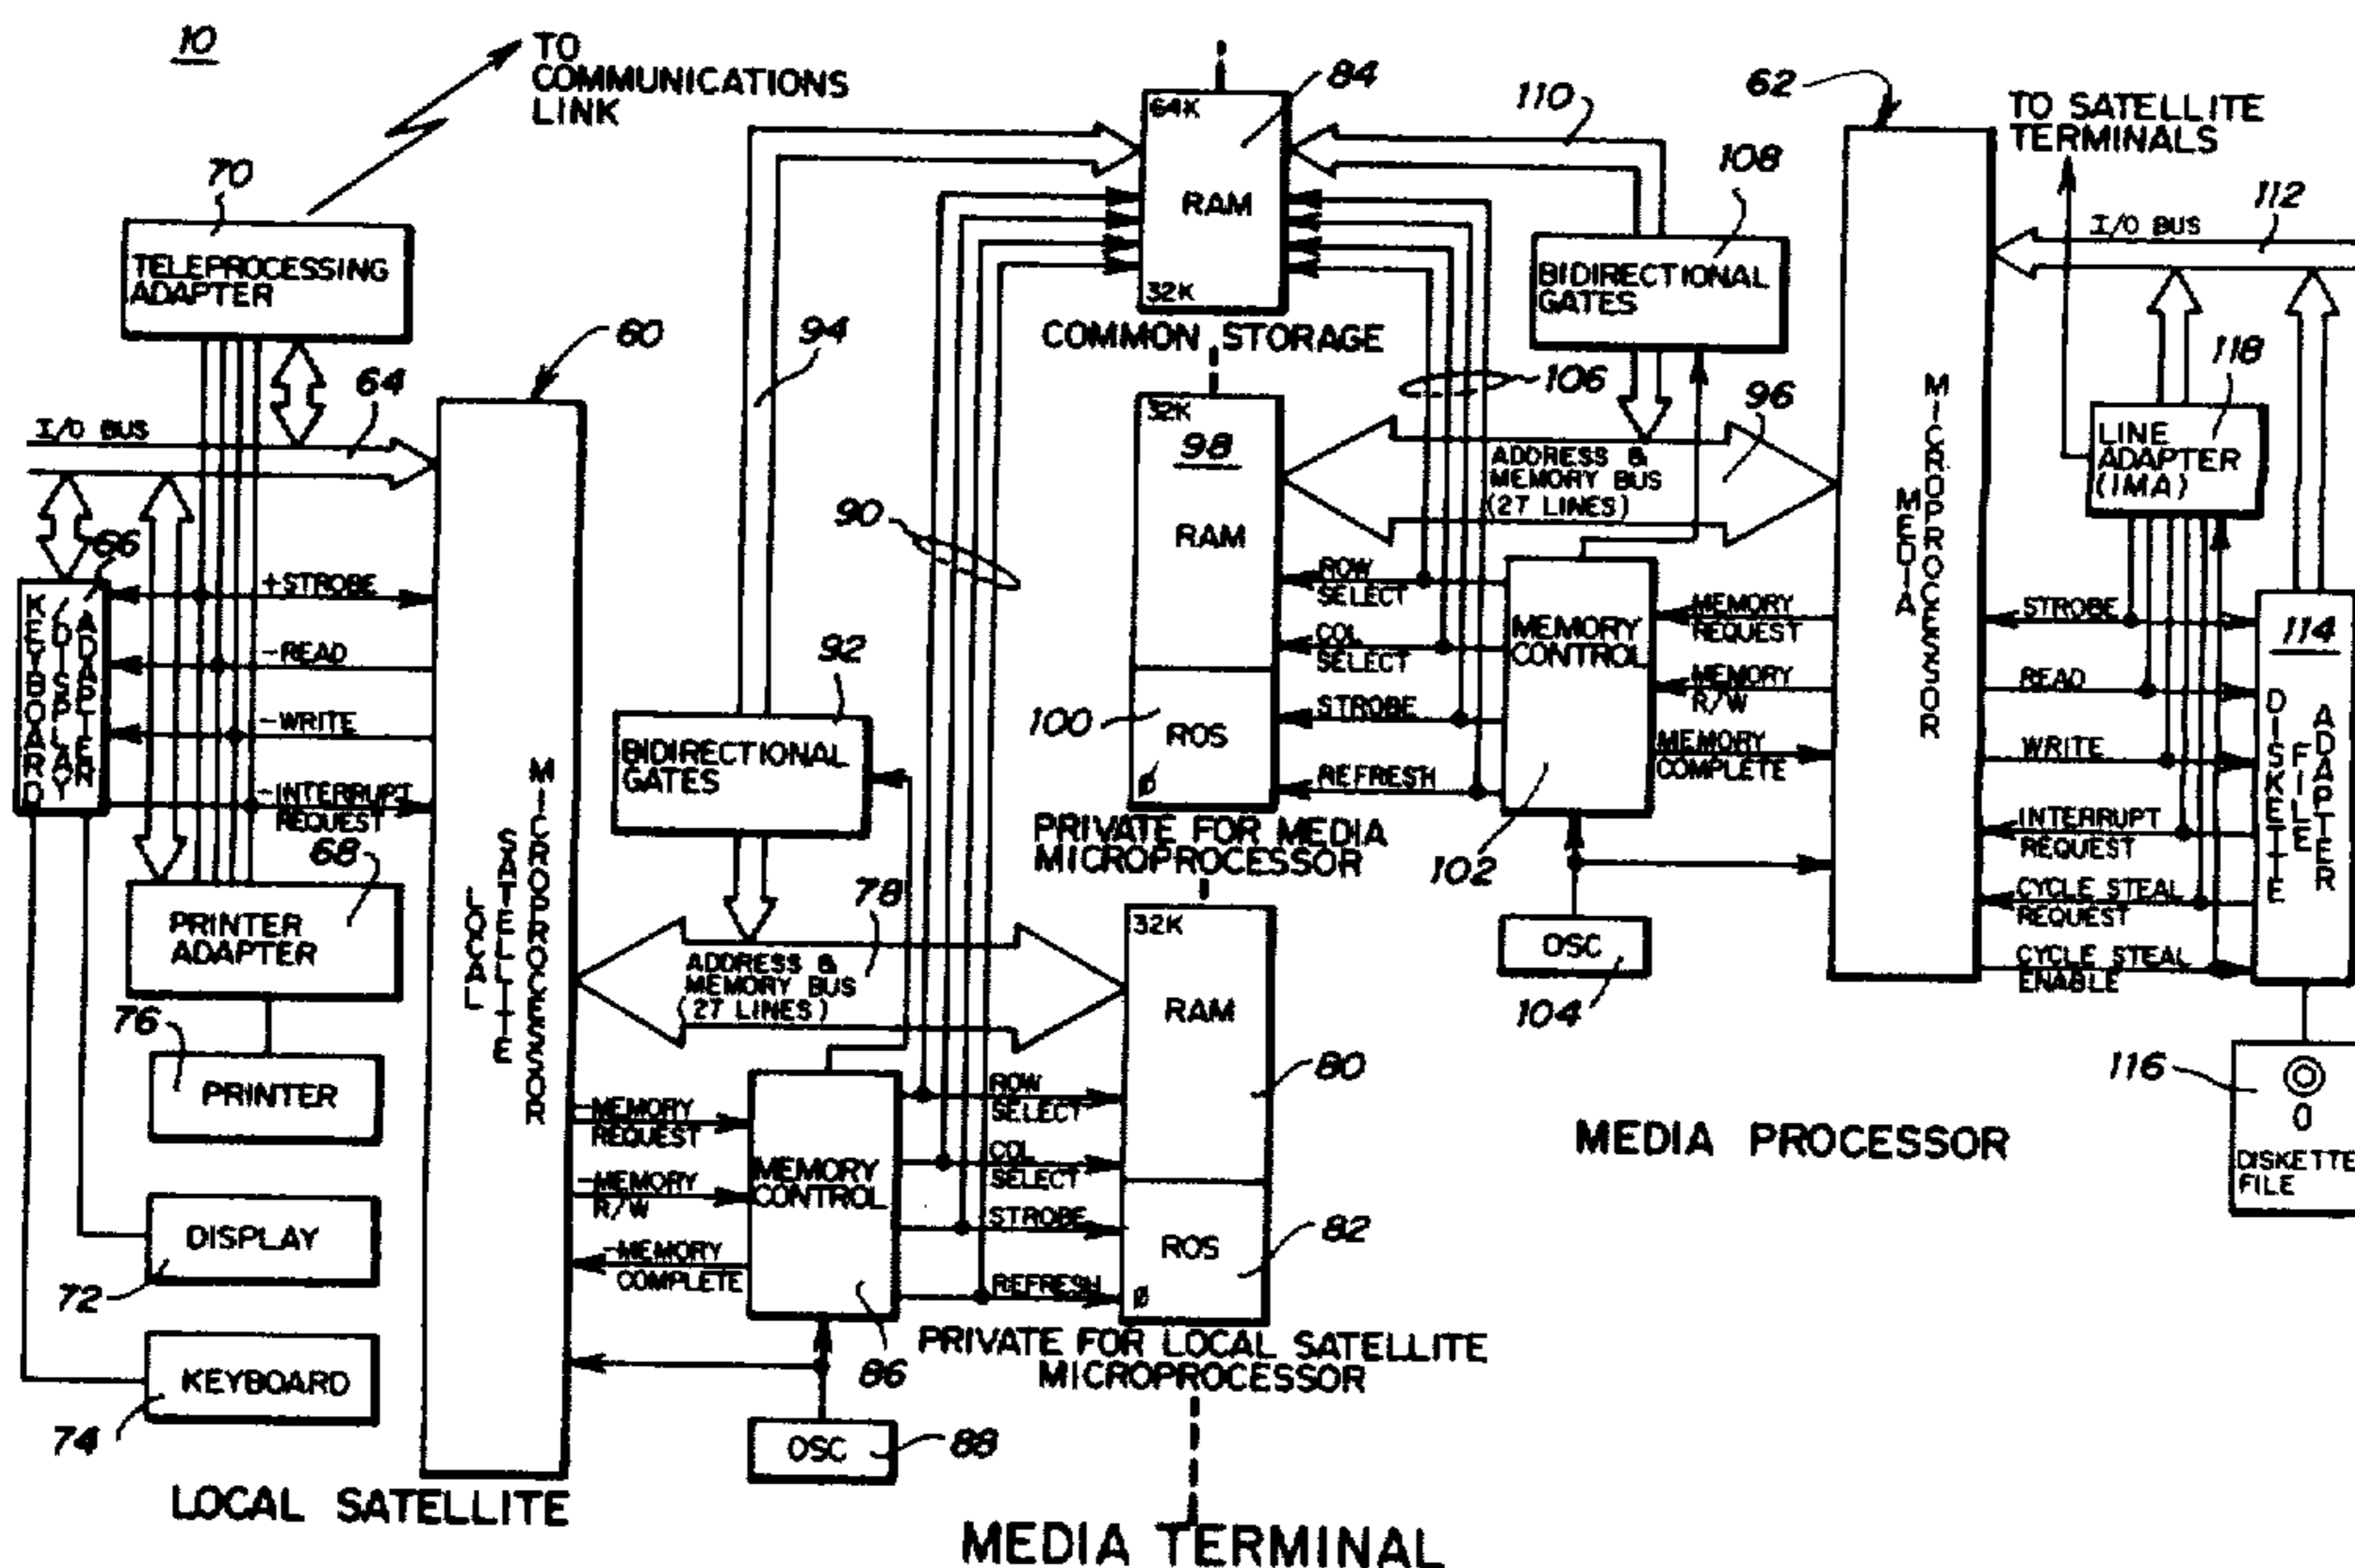 10
TO
COMMUNICATIONS
LINK
70
TELEPROCESSING
ADAPTER
I/O BUS
64
60
66
KEYBOARD
/DISPLAY
ADAPTER
+STROBE
-READ
-WRITE
-INTERRUPT
REQUEST
68
PRINTER
ADAPTER
76
PRINTER
DISPLAY
72
KEYBOARD
74
LOCAL
SATELLITE
MICROPROCESSOR
LOCAL SATELLITE
94
90
92
BIDIRECTIONAL
GATES
78
ADDRESS &
MEMORY BUS
(27 LINES)
-MEMORY
REQUEST
-MEMORY
R/W
-MEMORY
COMPLETE
MEMORY
CONTROL
86
OSC
88
ROW
SELECT
COL
SELECT
STROBE
REFRESH
32K
RAM
80
ROS
82
Ø
PRIVATE FOR LOCAL SATELLITE
MICROPROCESSOR
64K
84
RAM
32K
COMMON STORAGE
32K
98
RAM
100
ROS
Ø
PRIVATE FOR MEDIA
MICROPROCESSOR
110
108
BIDIRECTIONAL
GATES
106
96
ADDRESS &
MEMORY BUS
(27 LINES)
ROW
SELECT
COL
SELECT
STROBE
REFRESH
MEMORY
CONTROL
102
OSC
104
MEMORY
REQUEST
MEMORY
R/W
MEMORY
COMPLETE
62
MEDIA
MICROPROCESSOR
TO SATELLITE
TERMINALS
I/O BUS
112
118
LINE
ADAPTER
(IMA)
STROBE
READ
WRITE
INTERRUPT
REQUEST
CYCLE STEAL
REQUEST
CYCLE STEAL
ENABLE
114
DISKETTE
FILE
ADAPTER
116
DISKETTE
FILE
MEDIA PROCESSOR
MEDIA TERMINAL